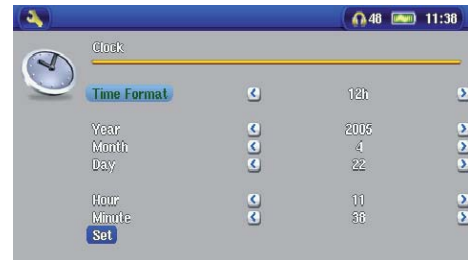 48 11:38
Clock
Time Format 12h
Year 2005
Month 4
Day 22
Hour 11
Minute 38
Set